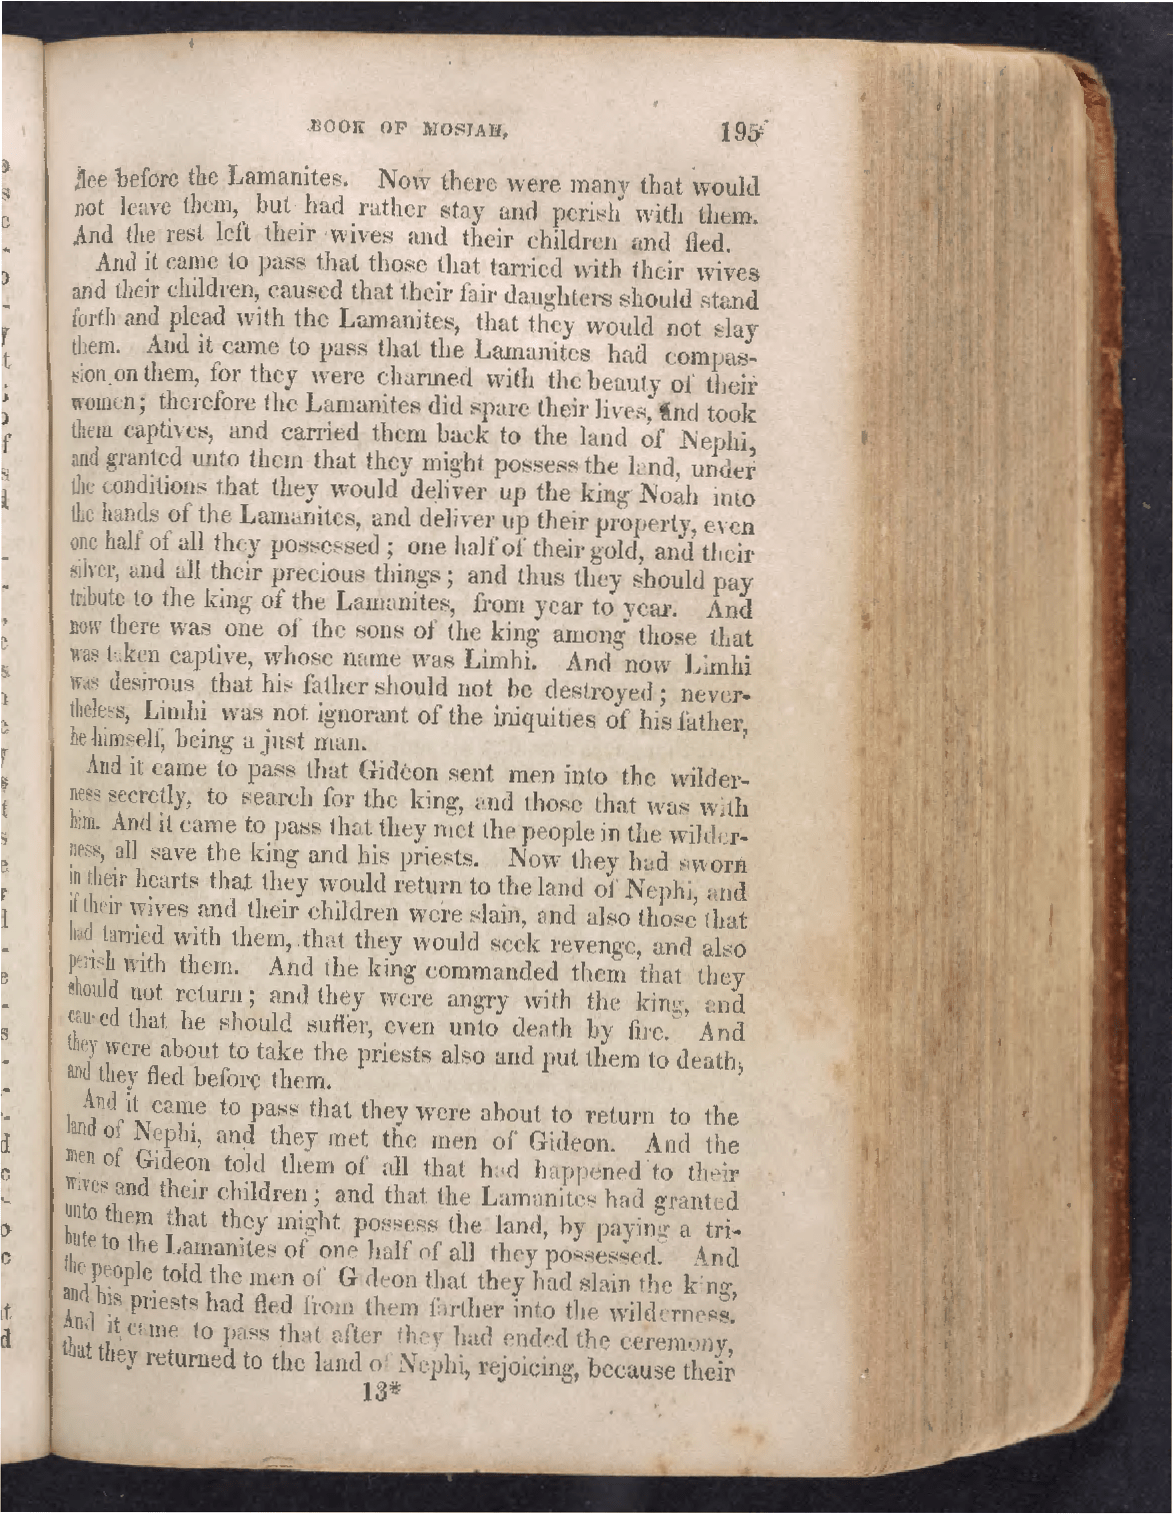 BOOK OF MOSIAH, 195
flee before the Lamanites. Now there were many that would
not leave them, but had rather stay and perish with them.
And the rest left their wives and their children and fled.
And it came to pass that those that tarried with their wives
and their children, caused that their fair daughters should stand
forth and plead with the Lamanites, that they would not slay
them. And it came to pass that the Lamanites had compas-
sion on them, for they were charmed with the beauty of their
women; therefore the Lamanites did spare their lives, and took
them captives, and carried them back to the land of Nephi,
and granted unto them that they might possess the land, under
the conditions that they would deliver up the king Noah into
the hands of the Lamanites, and deliver up their property, even
one half of all they possessed; one half of their gold, and their
silver, and all their precious things; and thus they should pay
tribute to the king of the Lamanites, from year to year. And
now there was one of the sons of the king among those that
was taken captive, whose name was Limhi. And now Limhi
was desirous that his father should not be destroyed; never-
theless, Limhi was not ignorant of the iniquities of his father,
he himself, being a just man.
And it came to pass that Gideon sent men into the wilder-
ness secretly, to search for the king, and those that was with
him. And it came to pass that they met the people in the wilder-
ness, all save the king and his priests. Now they had sworn
in their hearts that they would return to the land of Nephi, and
if their wives and their children were slain, and also those that
had tarried with them, that they would seek revenge, and also
perish with them. And the king commanded them that they
should not return; and they were angry with the king, and
caused that he should suffer, even unto death by fire. And
they were about to take the priests also and put them to death,
and they fled before them.
And it came to pass that they were about to return to the
land of Nephi, and they met the men of Gideon. And the
men of Gideon told them of all that had happened to their
wives and their children; and that the Lamanites had granted
unto them that they might possess the land, by paying a tri-
bute to the Lamanites of one half of all they possessed. And
the people told the men of Gideon that they had slain the king,
and his priests had fled from them farther into the wilderness.
And it came to pass that after they had ended the ceremony,
that they returned to the land of Nephi, rejoicing, because their
13*